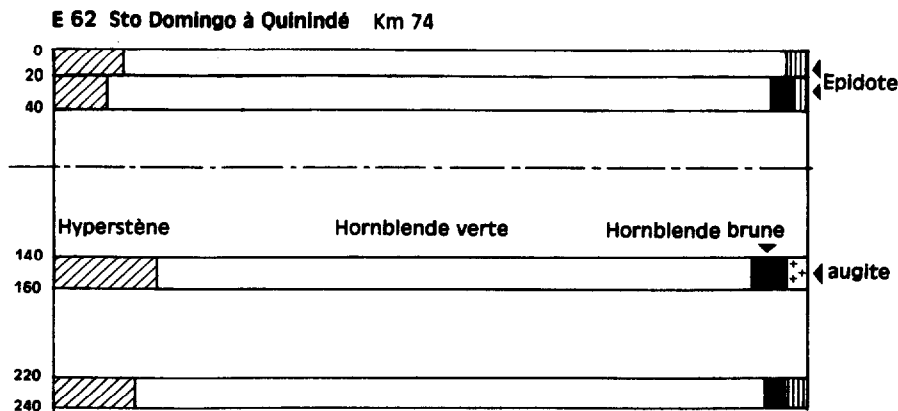 E 62 Sto Domingo à Quinindé Km 74
0
20
Epidote
40
Hyperstène Hornblende verte Hornblende brune
140
augite
160
220
240